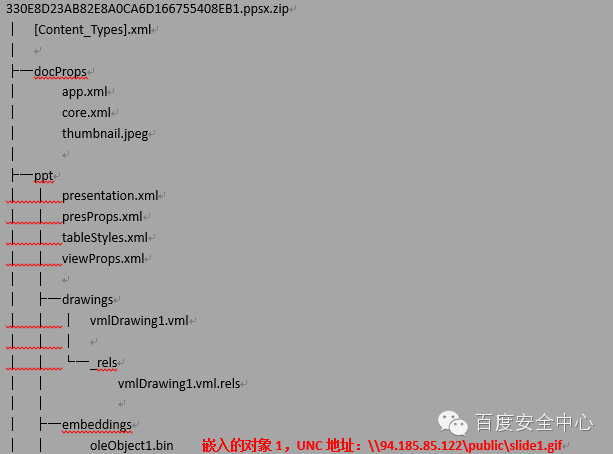 330E8D23AB82E8A0CA6D166755408EB1.ppsx.zip
│ [Content_Types].xml
│
├─docProps
│ app.xml
│ core.xml
│ thumbnail.jpeg
│
├─ppt
│ │ presentation.xml
│ │ presProps.xml
│ │ tableStyles.xml
│ │ viewProps.xml
│ │
│ ├─drawings
│ │ │ vmlDrawing1.vml
│ │ │
│ │ └─_rels
│ │ vmlDrawing1.vml.rels
│ │
│ ├─embeddings
│ │ oleObject1.bin 嵌入的对象 1，UNC 地址：\\94.185.85.122\public\slide1.gif
百度安全中心